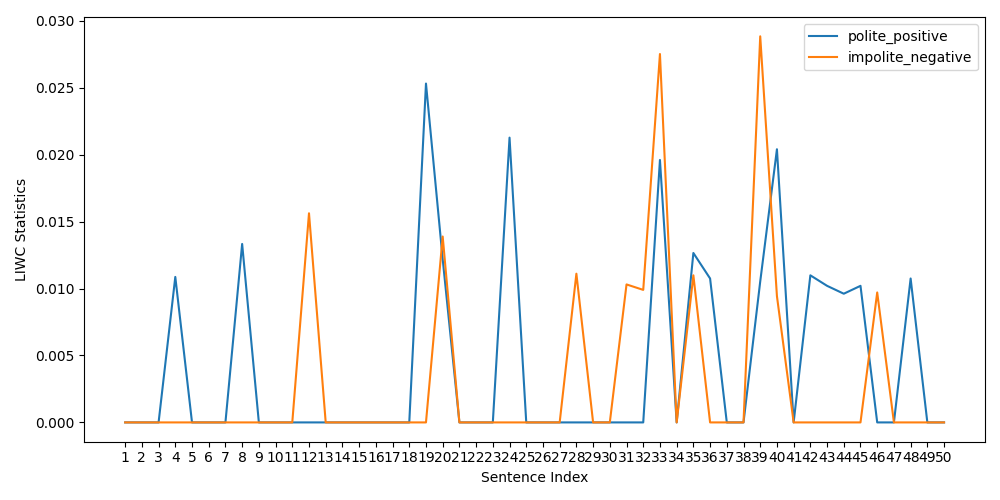 0.030
0.025
0.020
0.015
0.010
0.005
0.000
LIWC Statistics
polite_positive
impolite_negative
1 2 3 4 5 6 7 8 9 10 11 12 13 14 15 16 17 18 19 20 21 22 23 24 25 26 27 28 29 30 31 32 33 34 35 36 37 38 39 40 41 42 43 44 45 46 47 48 49 50
Sentence Index